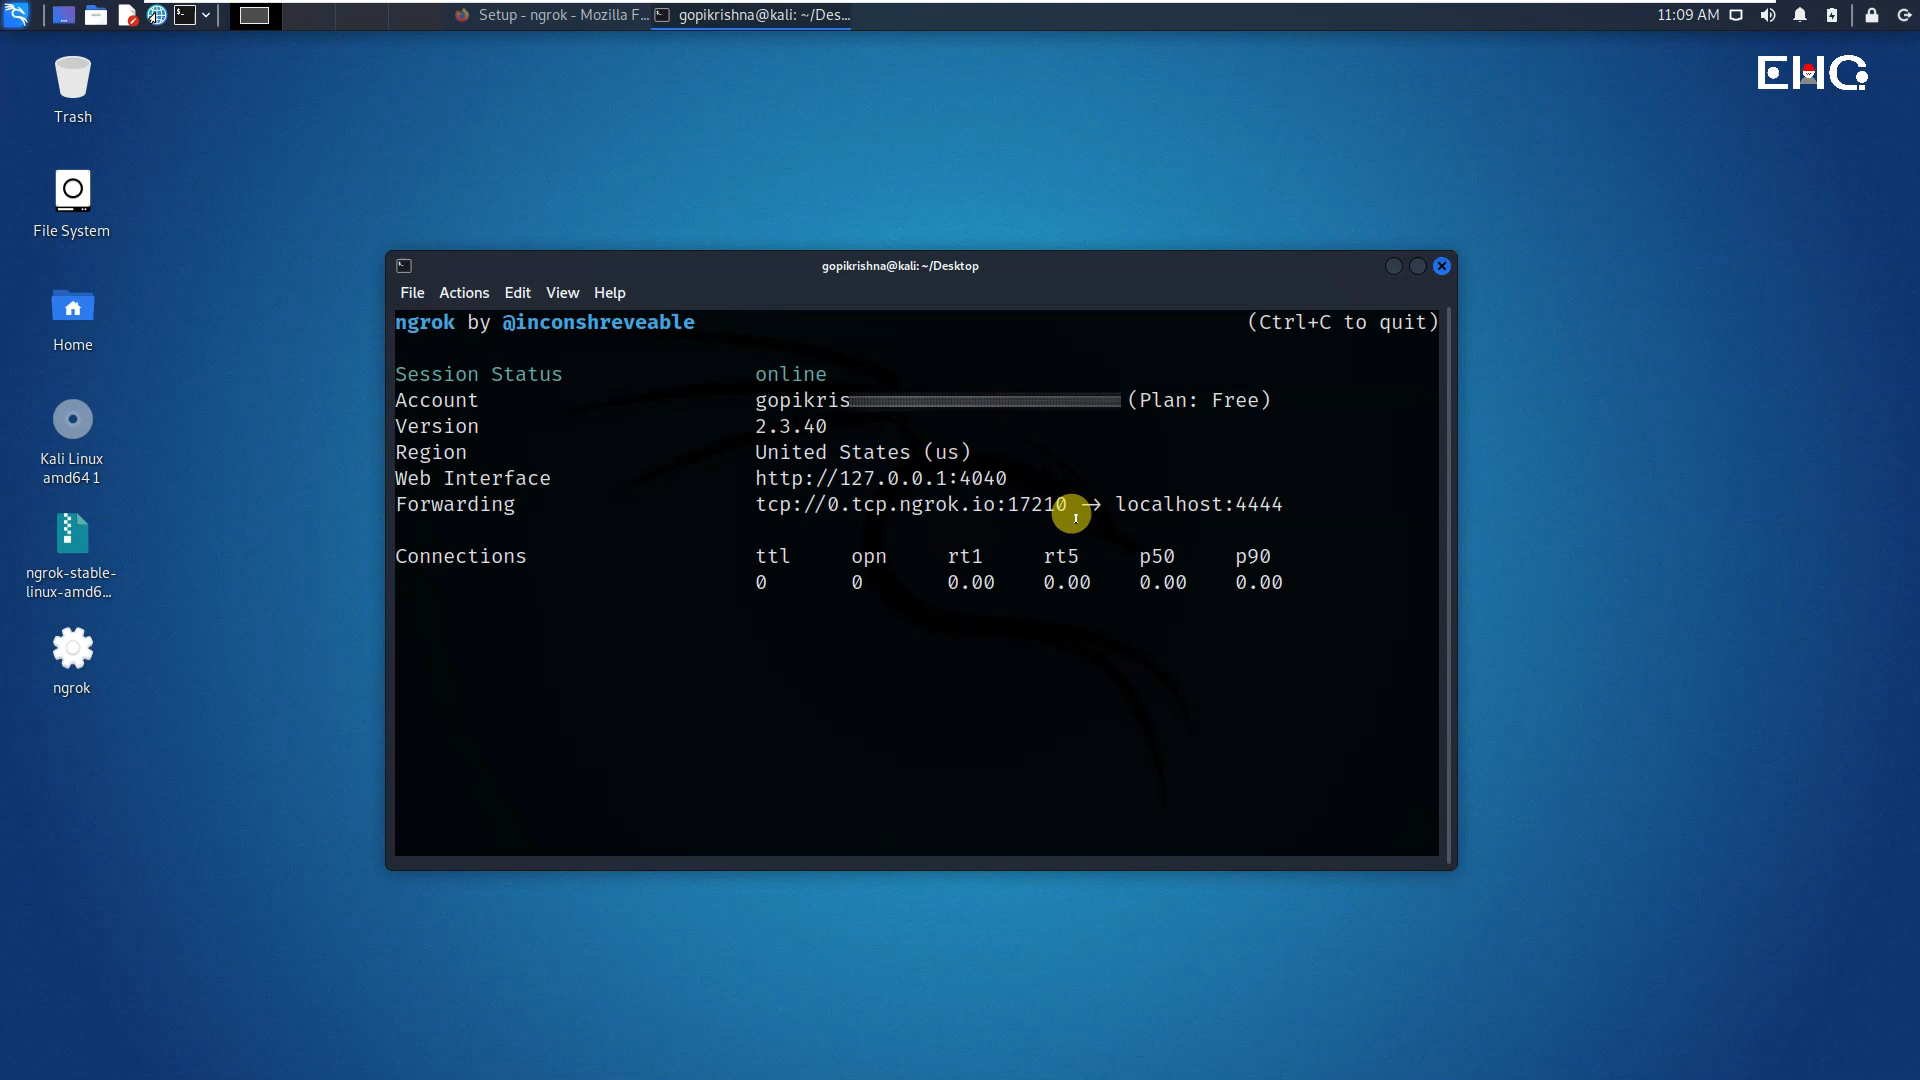 Setup - ngrok - Mozilla F...
gopikrishna@kali: ~/Des...
11:09 AM
EHC
Trash
File System
Home
Kali Linux
amd64 1
ngrok-stable-
linux-amd6...
ngrok
gopikrishna@kali: ~/Desktop
File Actions Edit View Help
ngrok by @inconshreveable (Ctrl+C to quit)
Session Status online
Account gopikris (Plan: Free)
Version 2.3.40
Region United States (us)
Web Interface http://127.0.0.1:4040
Forwarding tcp://0.tcp.ngrok.io:17210 → localhost:4444
Connections ttl opn rt1 rt5 p50 p90
0 0 0.00 0.00 0.00 0.00